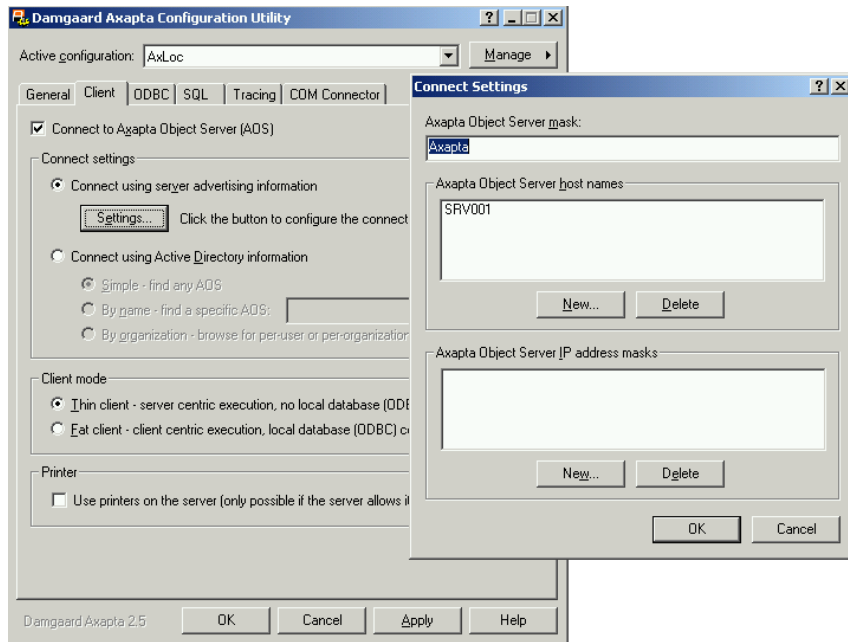 Damgaard Axapta Configuration Utility
Active configuration: AxLoc Manage
General Client ODBC SQL Tracing COM Connector
Connect to Axapta Object Server (AOS)
Connect settings
Connect using server advertising information
Settings... Click the button to configure the connect
Connect using Active Directory information
Simple - find any AOS
By name - find a specific AOS:
By organization - browse for per-user or per-organization
Client mode
Thin client - server centric execution, no local database (ODB
Fat client - client centric execution, local database (ODBC) c
Printer
Use printers on the server (only possible if the server allows i
Damgaard Axapta 2.5 OK Cancel Apply Help
Connect Settings
Axapta Object Server mask:
Axapta
Axapta Object Server host names
SRV001
New... Delete
Axapta Object Server IP address masks
New... Delete
OK Cancel